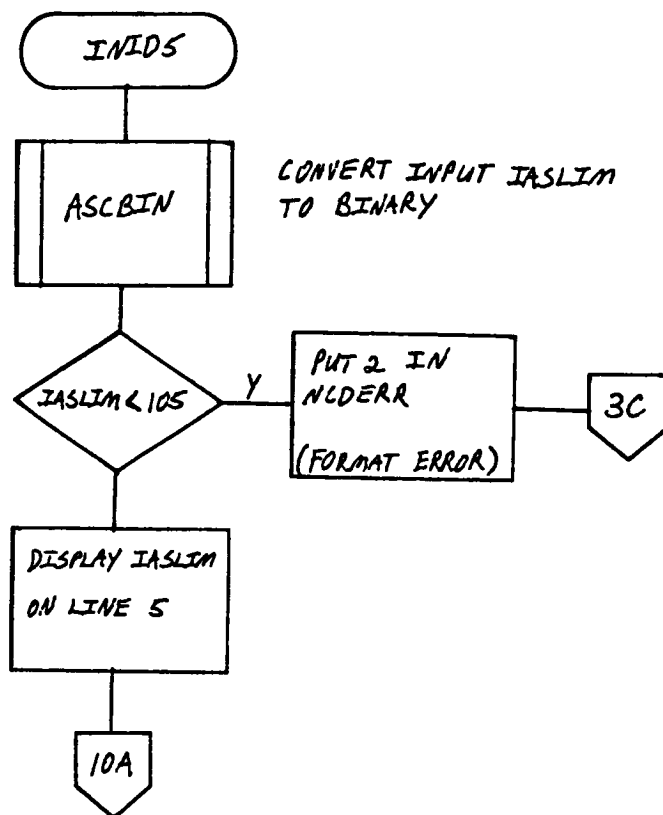 INID5
ASCBIN
CONVERT INPUT IASLIM
TO BINARY
IASLIM<105
Y
PUT 2 IN
NCDERR
(FORMAT ERROR)
3C
DISPLAY IASLIM
ON LINE 5
10A